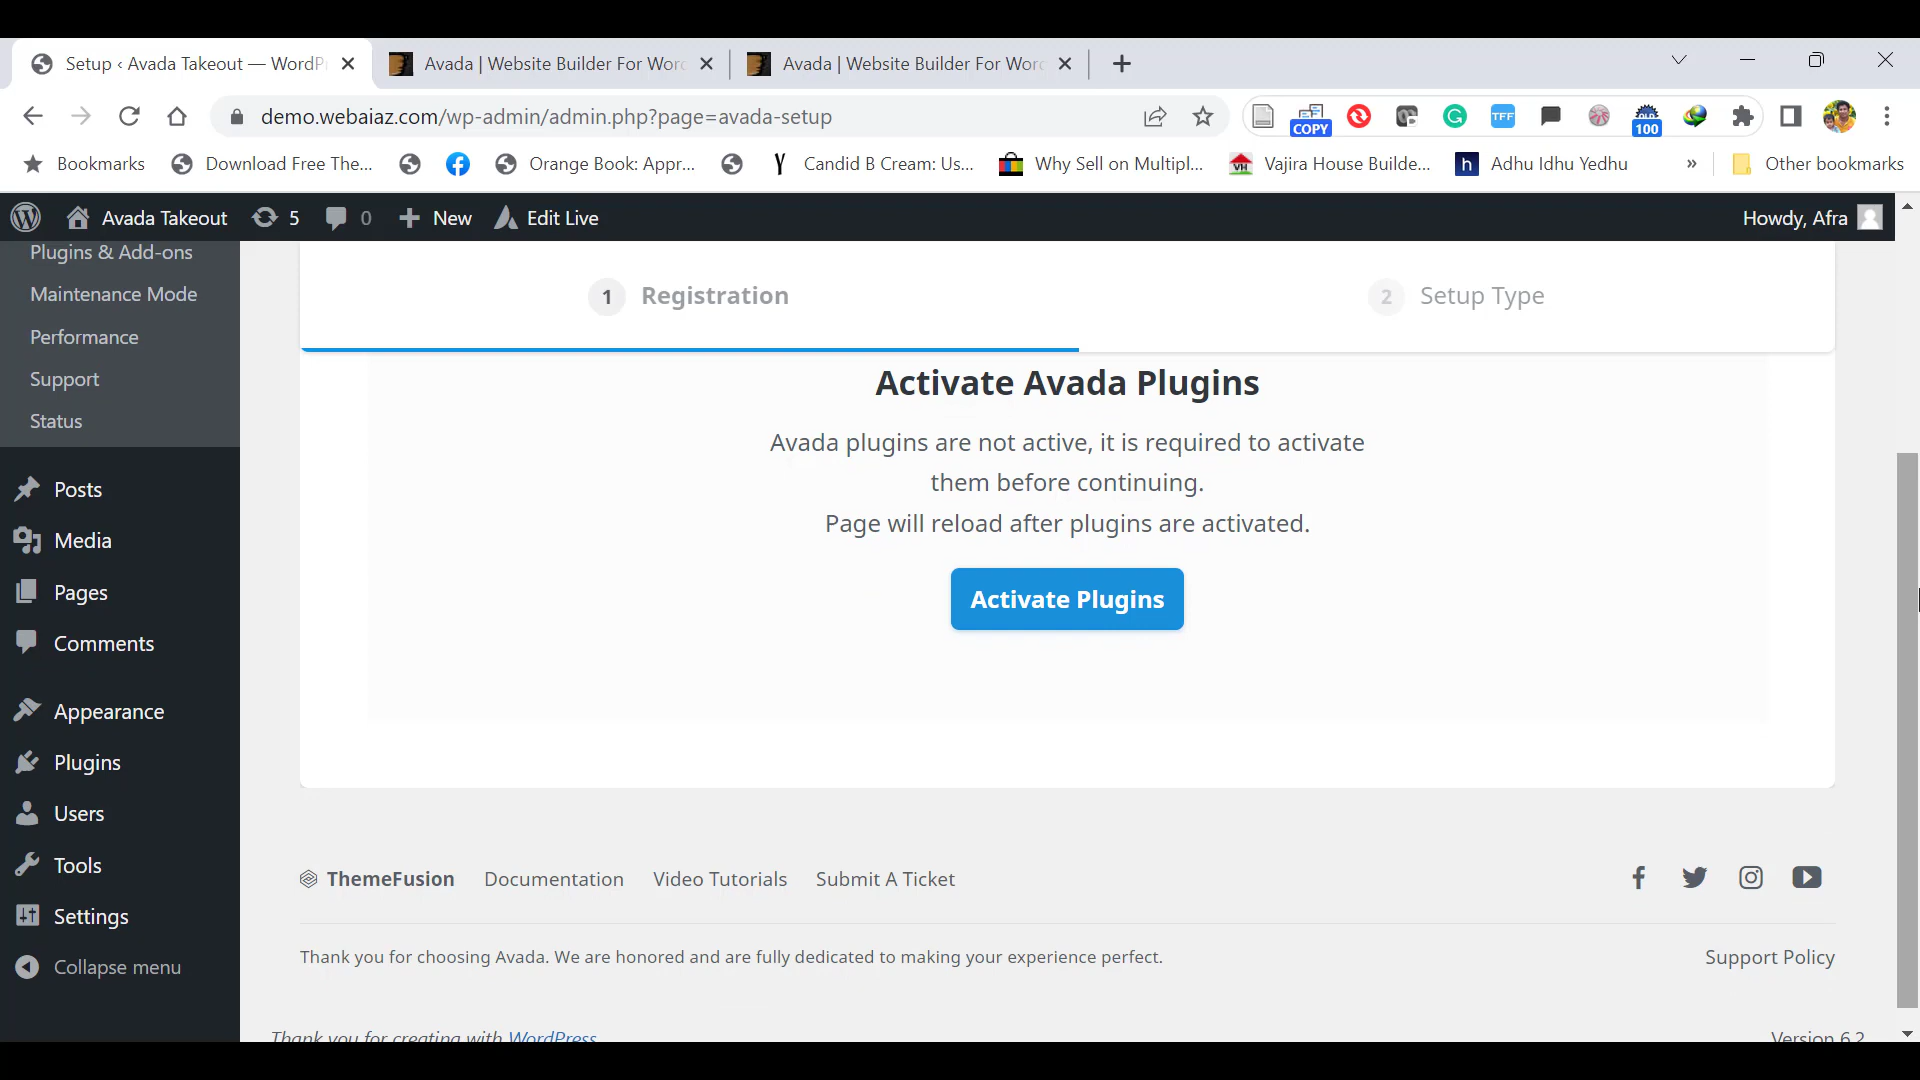 Setup ‹ Avada Takeout — WordP
Avada | Website Builder For Wor
Avada | Website Builder For Wor
demo.webaiaz.com/wp-admin/admin.php?page=avada-setup
COPY
TFF
100
Bookmarks
Download Free The...
Orange Book: Appr...
Candid B Cream: Us...
Why Sell on Multipl...
VH
Vajira House Builde...
h
Adhu Idhu Yedhu
»
Other bookmarks
Avada Takeout
5
0
New
Edit Live
Howdy, Afra
Plugins & Add-ons
Maintenance Mode
Performance
Support
Status
Posts
Media
Pages
Comments
Appearance
Plugins
Users
Tools
Settings
Collapse menu
1 Registration
2 Setup Type
Activate Avada Plugins
Avada plugins are not active, it is required to activate
them before continuing.
Page will reload after plugins are activated.
Activate Plugins
ThemeFusion
Documentation
Video Tutorials
Submit A Ticket
Thank you for choosing Avada. We are honored and are fully dedicated to making your experience perfect.
Support Policy
Thank you for creating with WordPress
Version 6.2